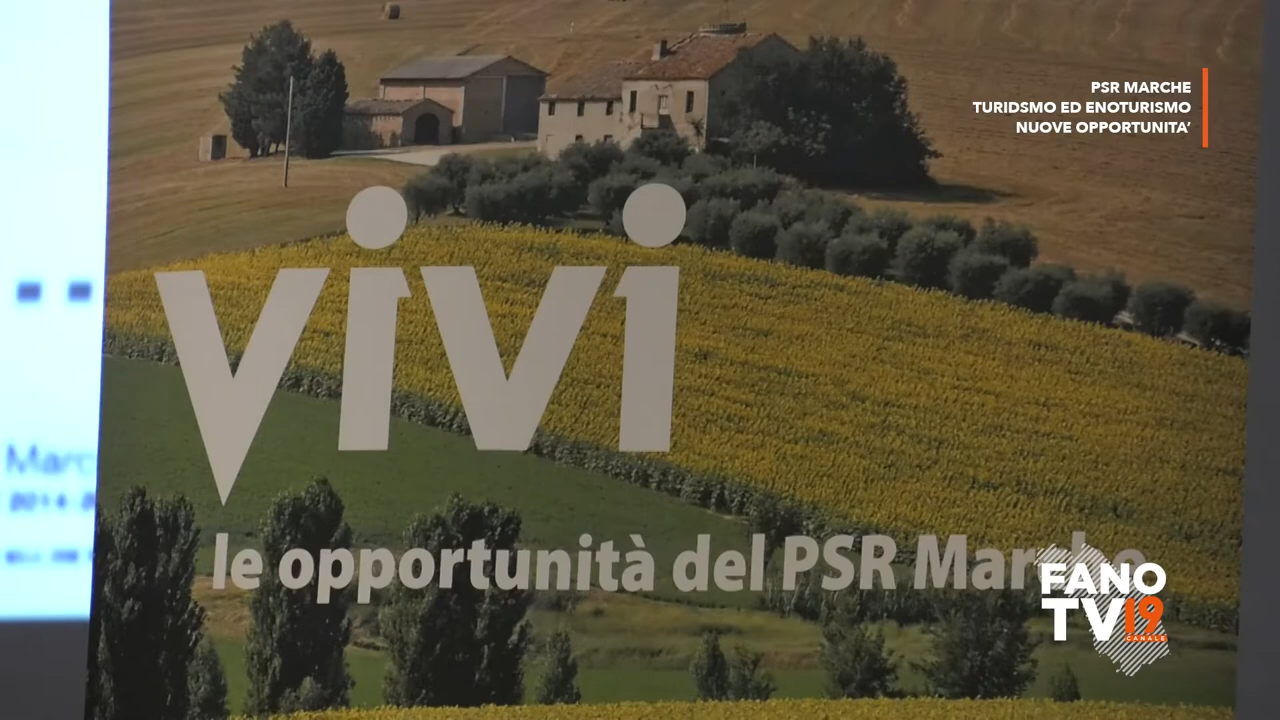 PSR MARCHE
TURIDSMO ED ENOTURISMO
NUOVE OPPORTUNITA’
vivi
le opportunità del PSR Marche
FANO
TV19
CANALE